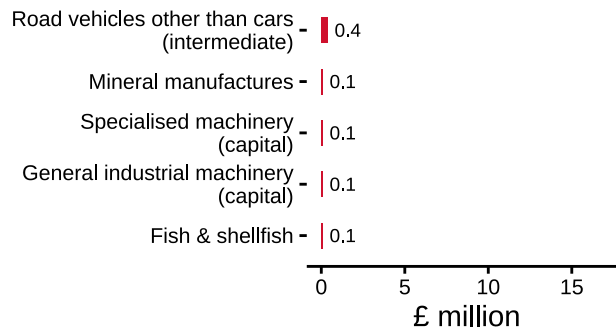 Road vehicles other than cars
(intermediate)
0.4
Mineral manufactures
0.1
Specialised machinery
(capital)
0.1
General industrial machinery
(capital)
0.1
Fish & shellfish
0.1
0 5 10 15
£ million